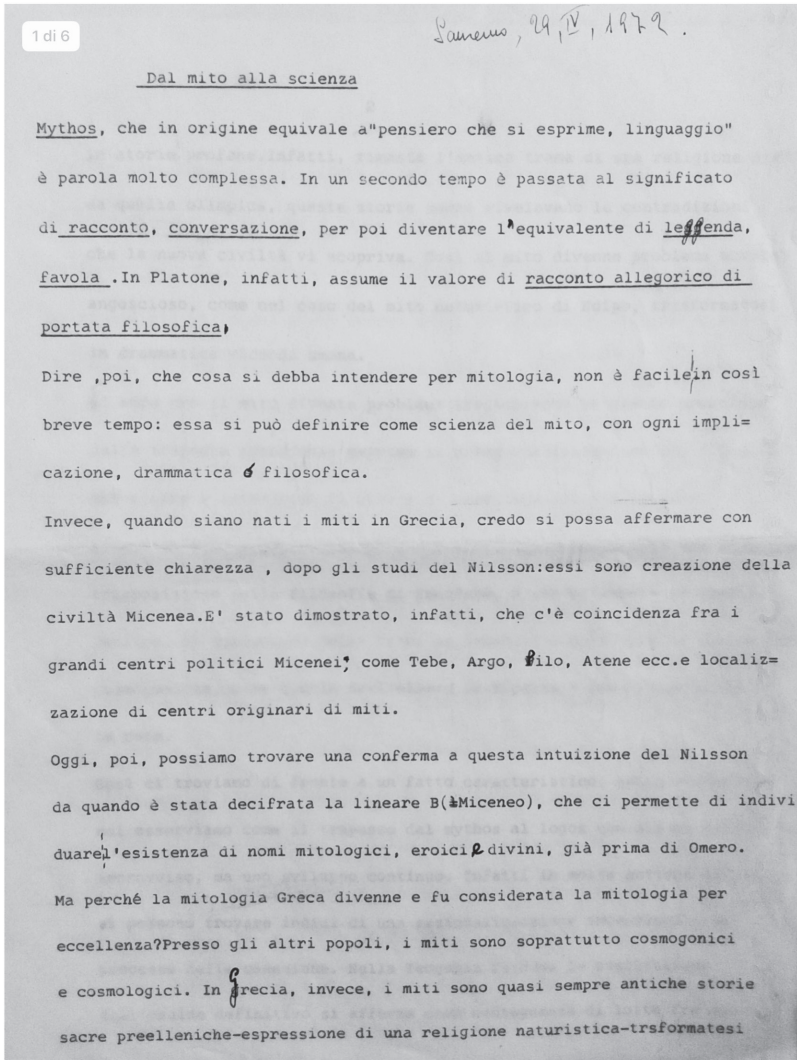 1 di 6
Sanremo, 29, IV, 1972.
Dal mito alla scienza
Mythos, che in origine equivale a"pensiero che si esprime, linguaggio"
è parola molto complessa. In un secondo tempo è passata al significato
di racconto, conversazione, per poi diventare l'equivalente di leggenda,
favola .In Platone, infatti, assume il valore di racconto allegorico di
portata filosofica,
Dire ,poi, che cosa si debba intendere per mitologia, non è facile in così
breve tempo: essa si può definire come scienza del mito, con ogni impli=
cazione, drammatica o filosofica.
Invece, quando siano nati i miti in Grecia, credo si possa affermare con
sufficiente chiarezza , dopo gli studi del Nilsson:essi sono creazione della
civiltà Micenea.E' stato dimostrato, infatti, che c'è coincidenza fra i
grandi centri politici Micenei, come Tebe, Argo, Pilo, Atene ecc.e localiz=
zazione di centri originari di miti.
Oggi, poi, possiamo trovare una conferma a questa intuizione del Nilsson
da quando è stata decifrata la lineare B(Miceneo), che ci permette di indivi
duare l'esistenza di nomi mitologici, eroici e divini, già prima di Omero.
Ma perché la mitologia Greca divenne e fu considerata la mitologia per
eccellenza?Presso gli altri popoli, i miti sono soprattutto cosmogonici
e cosmologici. In Grecia, invece, i miti sono quasi sempre antiche storie
sacre preelleniche-espressione di una religione naturistica-trsformatesi